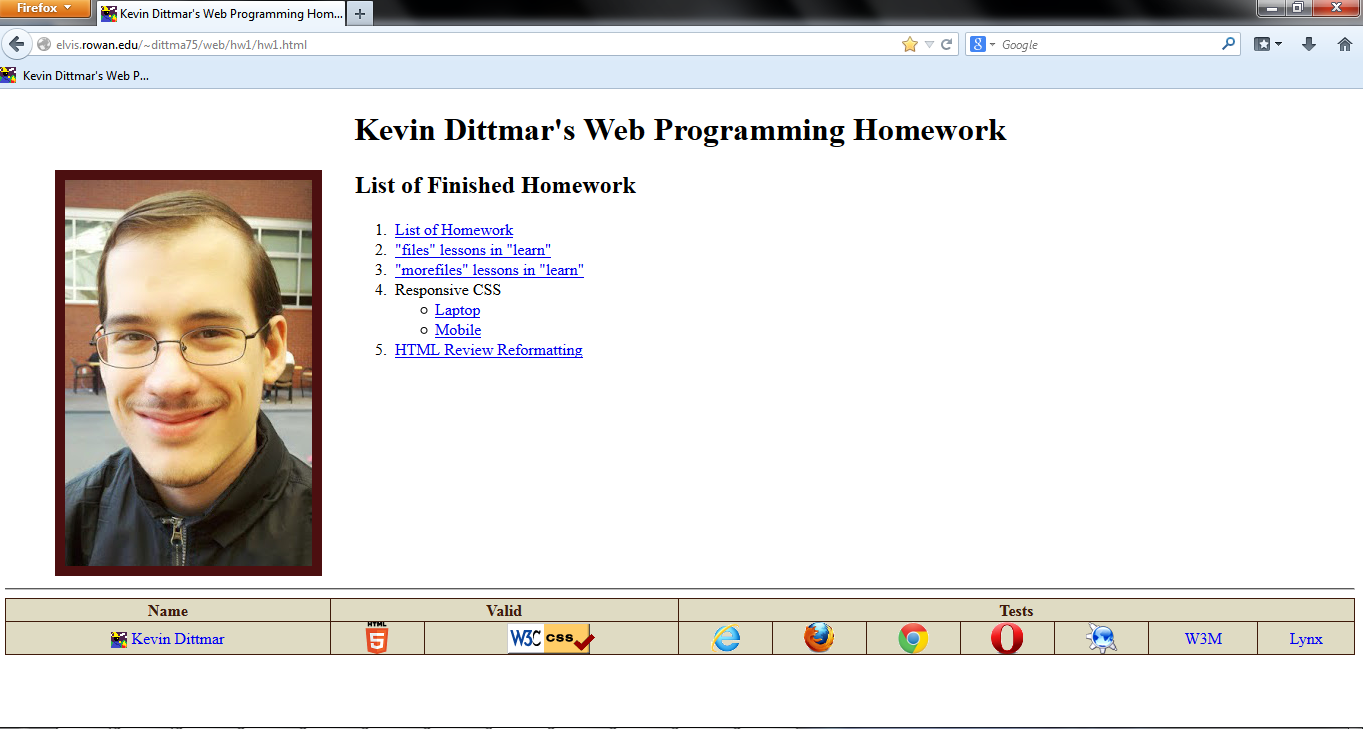 Firefox
Kevin Dittmar's Web Programming Hom...
elvis.rowan.edu/~dittma75/web/hw1/hw1.html
8
Google
Kevin Dittmar's Web P...
Kevin Dittmar's Web Programming Homework
List of Finished Homework
1. List of Homework
2. "files" lessons in "learn"
3. "morefiles" lessons in "learn"
4. Responsive CSS
Laptop
Mobile
5. HTML Review Reformatting
Name Valid Tests
Kevin Dittmar HTML 5 W3C css W3M Lynx